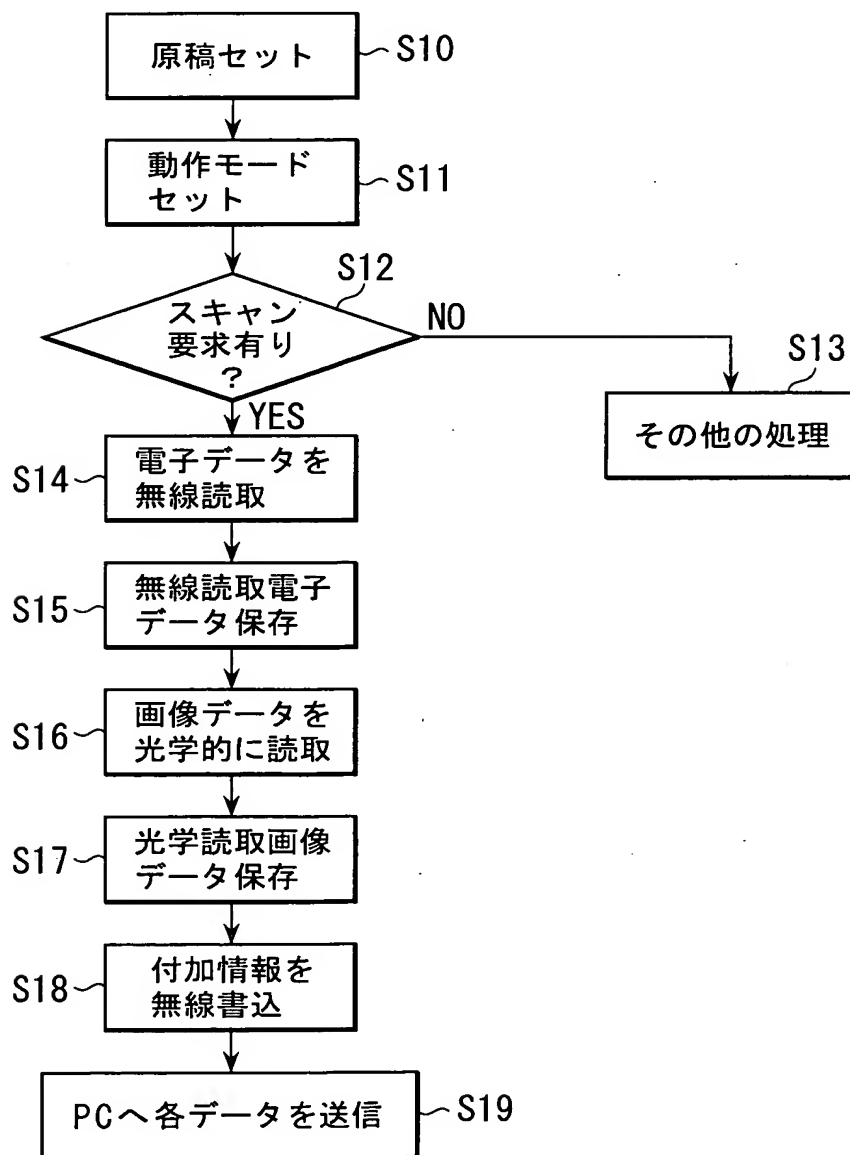 原稿セット
S10
動作モード
セット
S11
S12
スキャン
要求有り
?
NO
YES
S13
その他の処理
S14
電子データを
無線読取
S15
無線読取電子
データ保存
S16
画像データを
光学的に読取
S17
光学読取画像
データ保存
S18
付加情報を
無線書込
PCへ各データを送信
S19